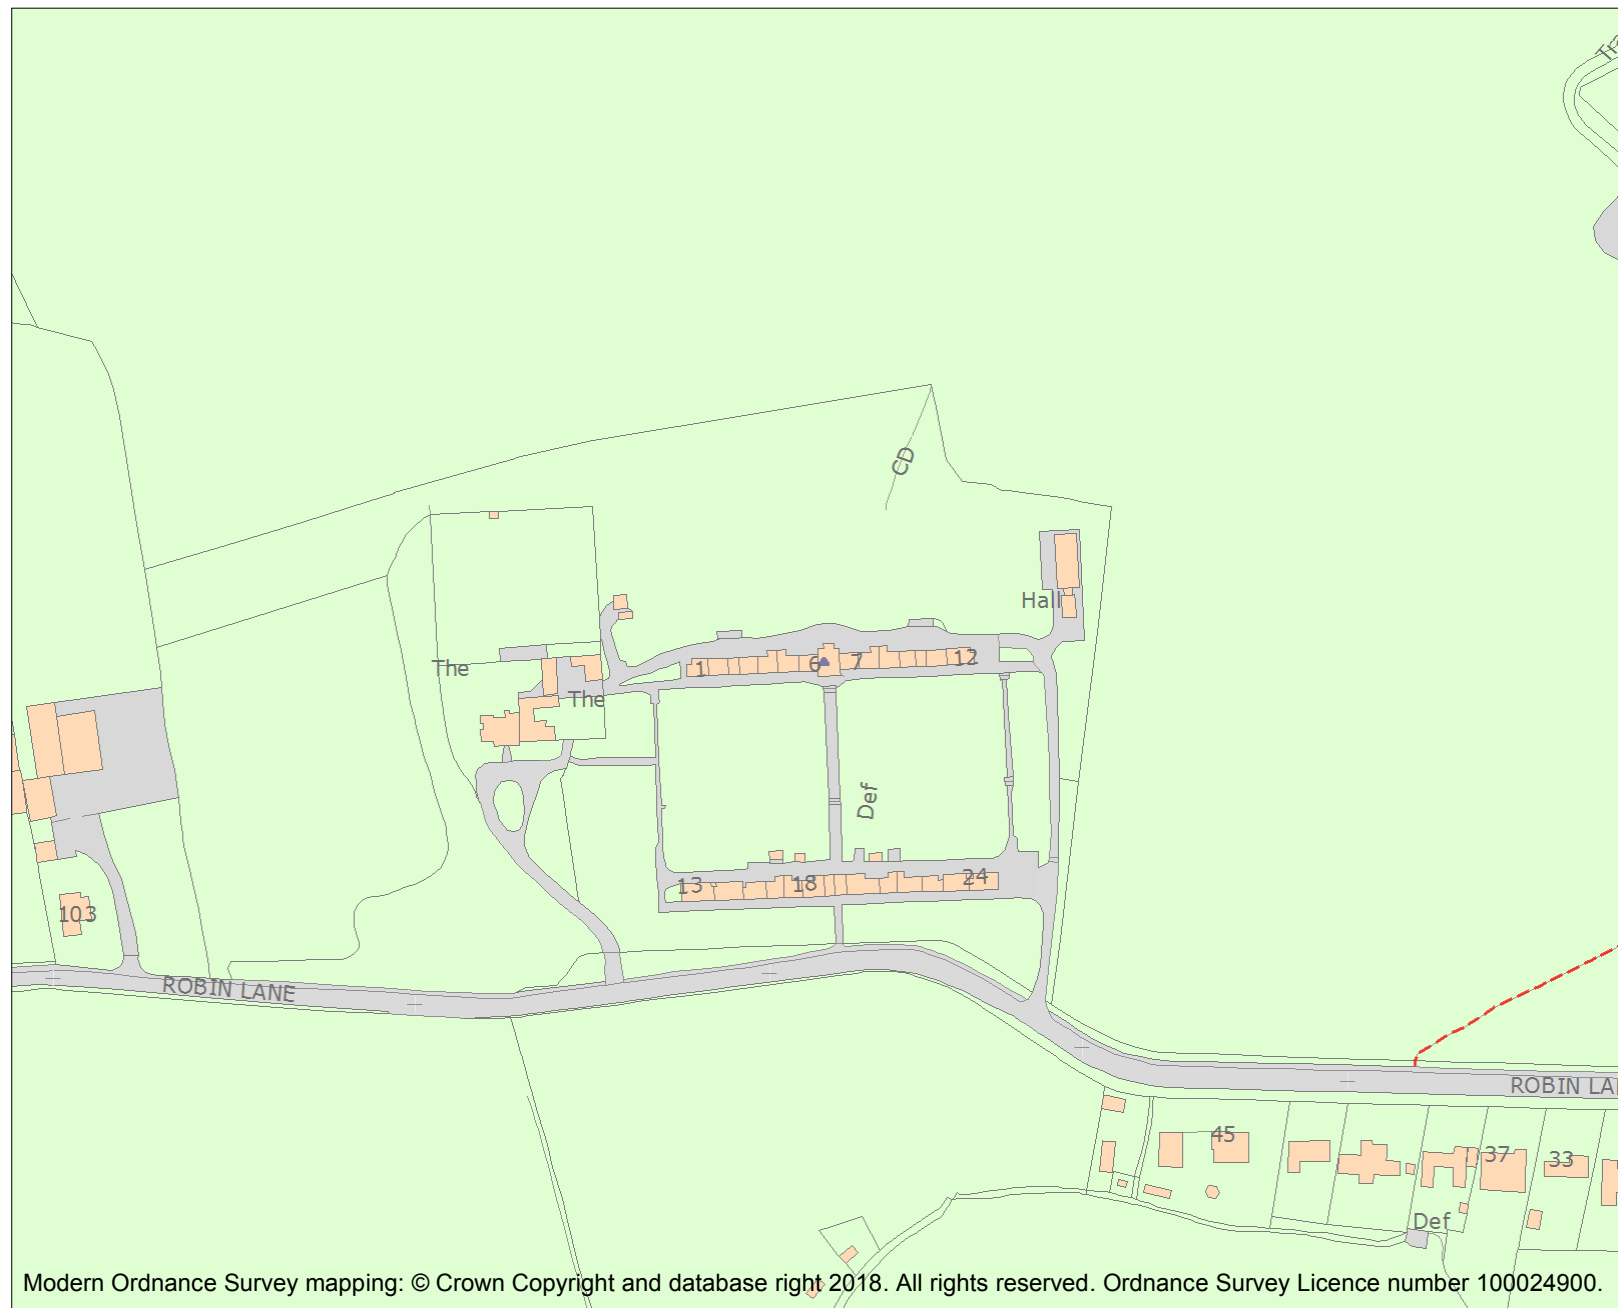 CD
Hall
The
1
6
7
12
The
Def
13
18
24
103
ROBIN LANE
ROBIN
45
37
33
Def
Modern Ordnance Survey mapping: © Crown Copyright and database right 2018. All rights reserved. Ordnance Survey Licence number 100024900.